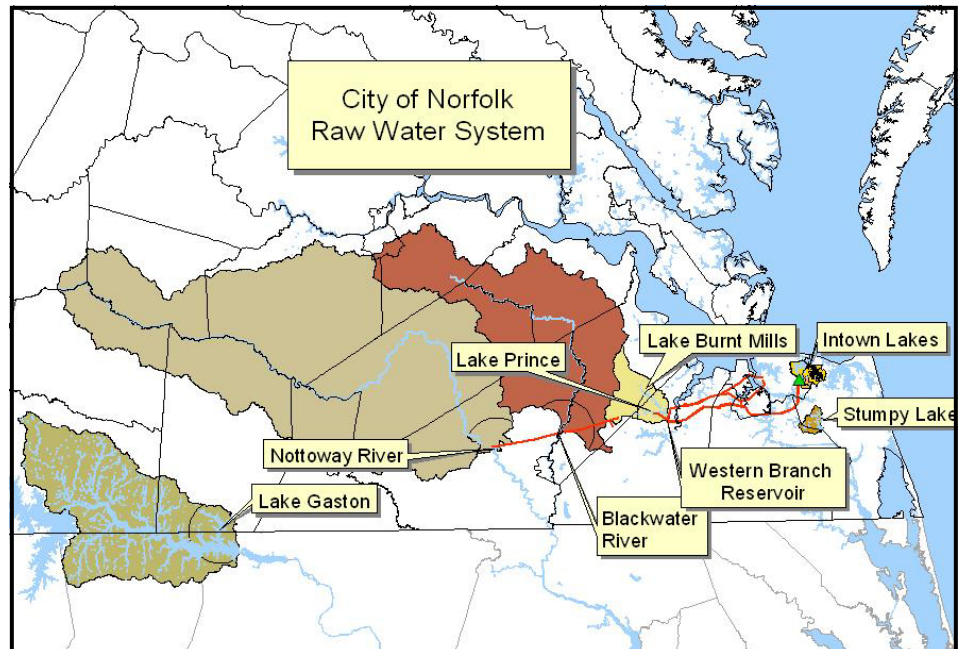 City of Norfolk
Raw Water System
Lake Burnt Mills
Intown Lakes
Lake Prince
Stumpy Lake
Nottoway River
Western Branch
Reservoir
Lake Gaston
Blackwater
River